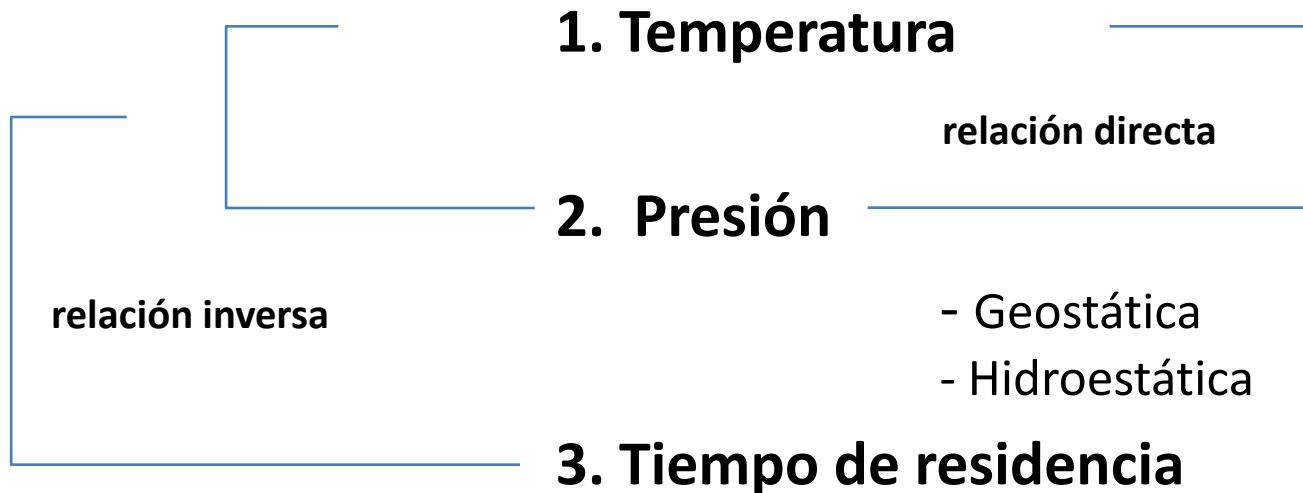 1. Temperatura
relación directa
2. Presión
relación inversa
- Geostática
- Hidroestática
3. Tiempo de residencia